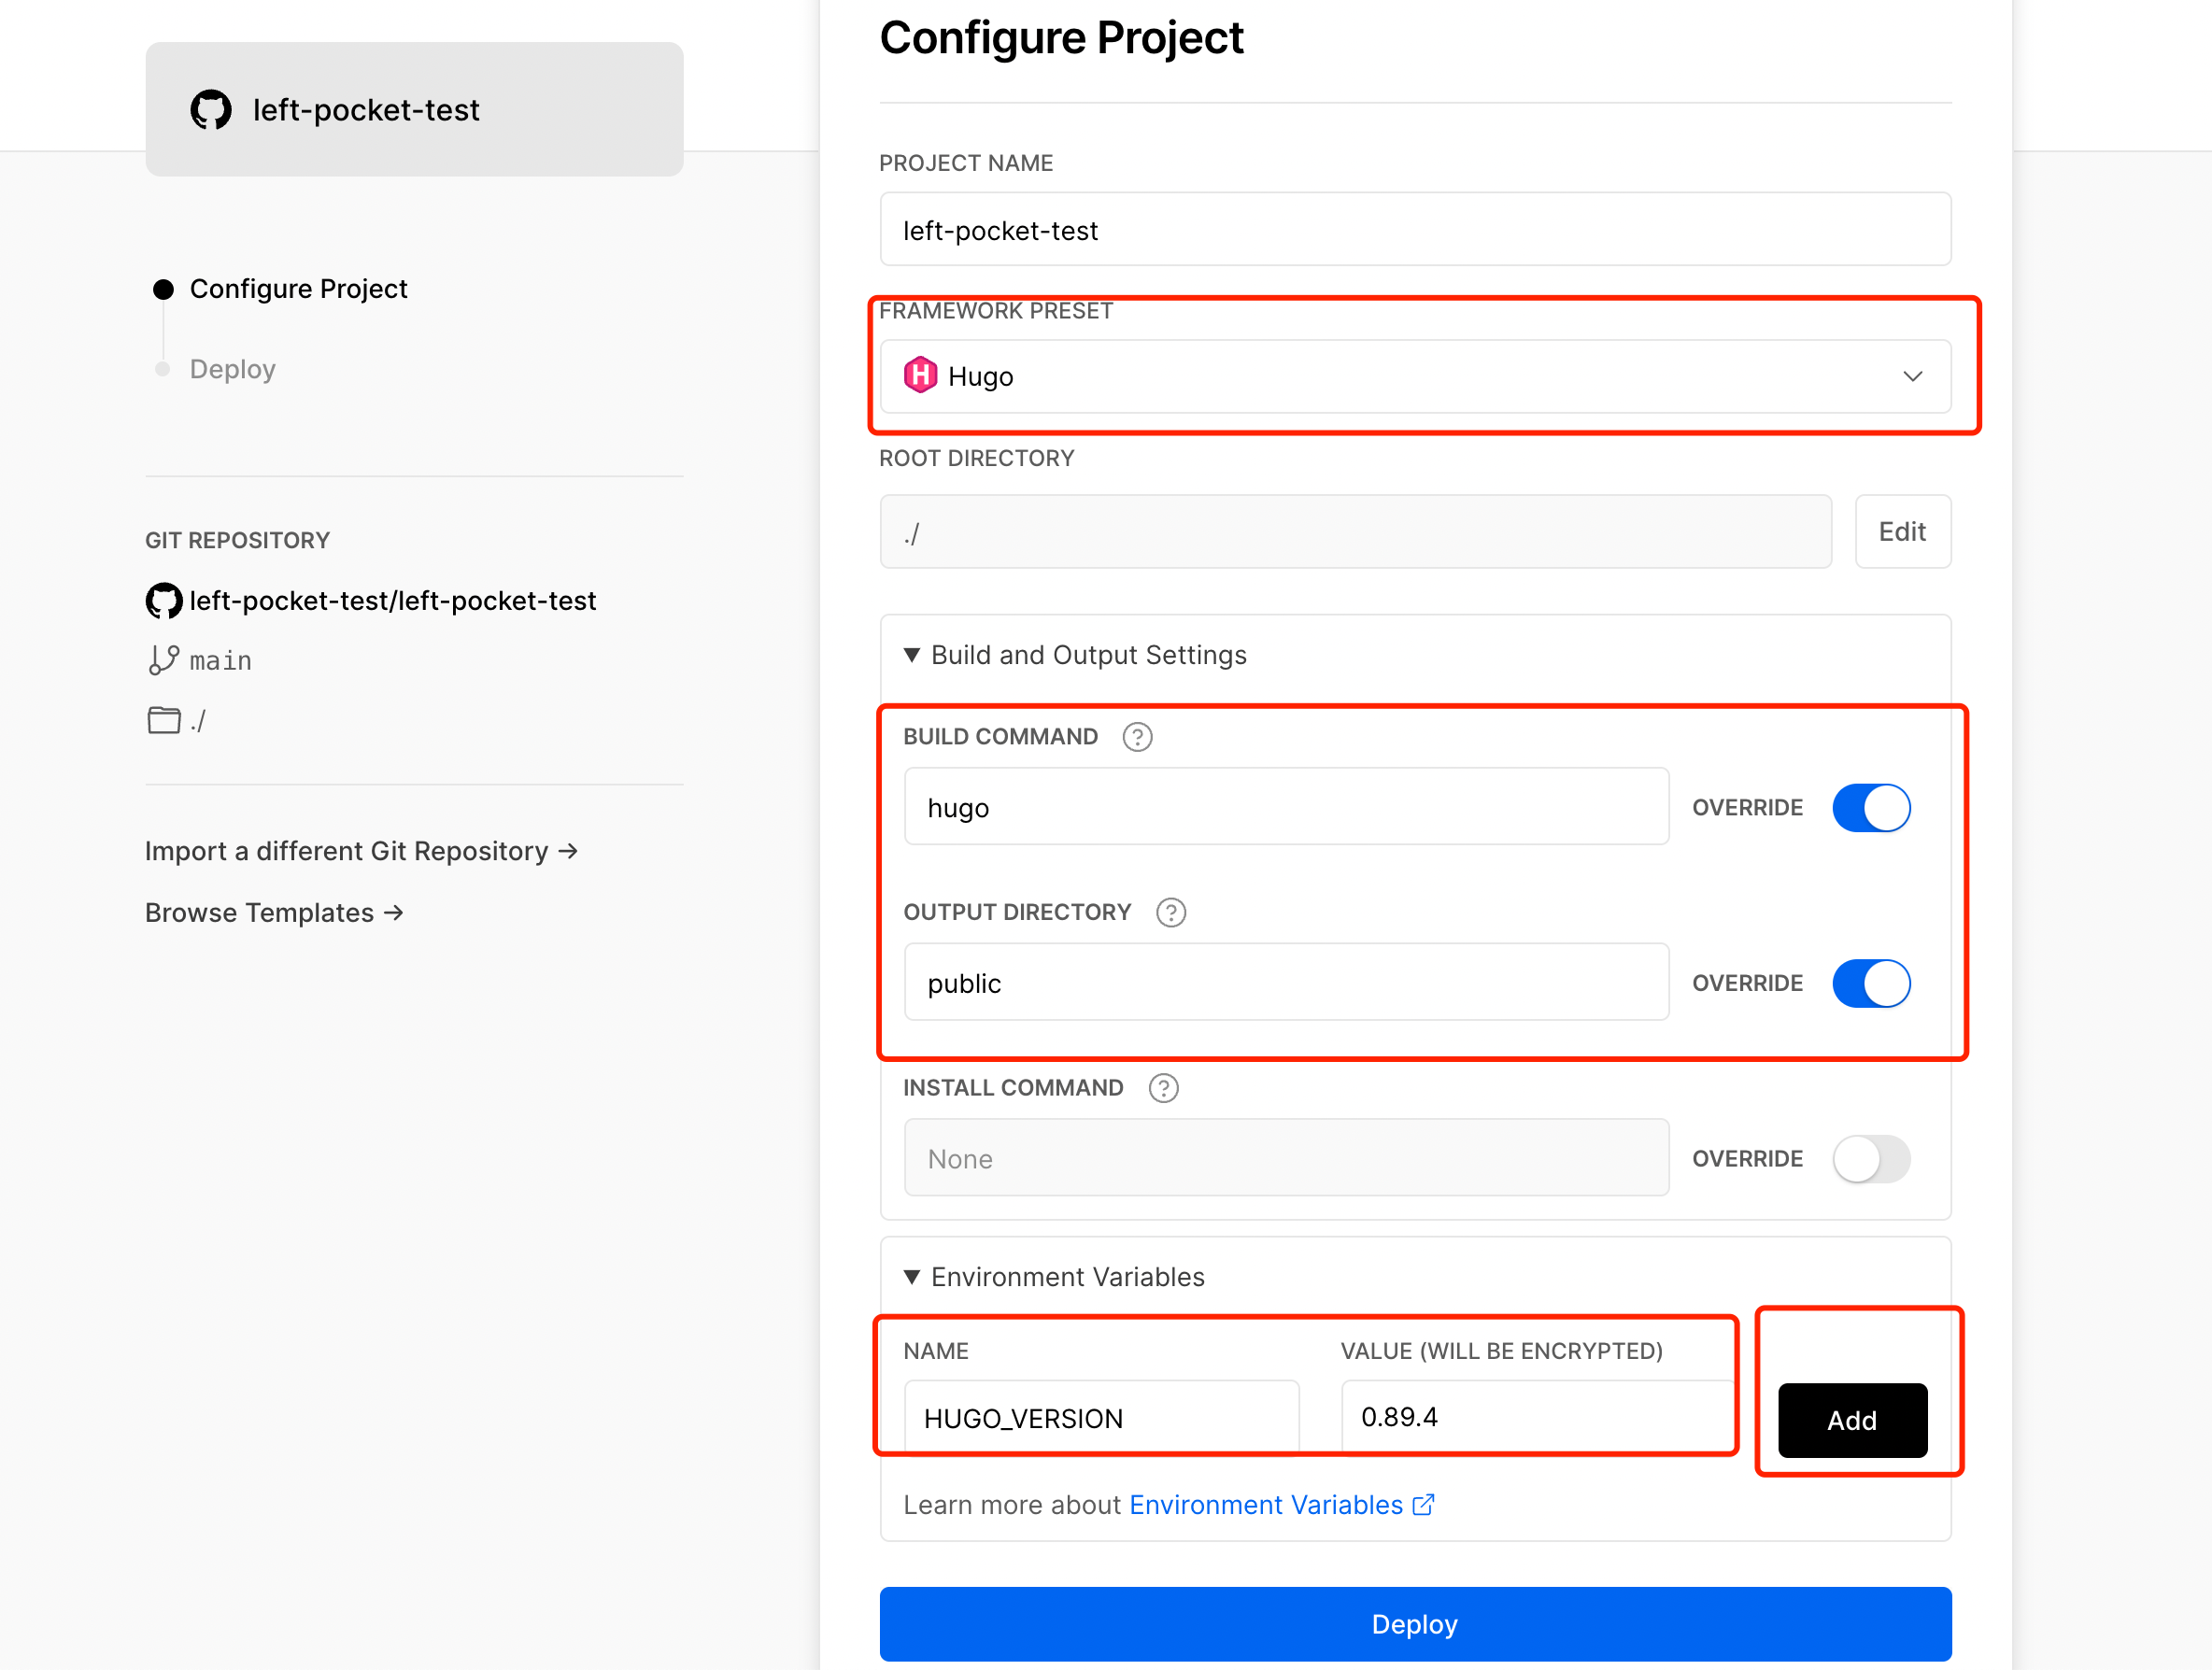 left-pocket-test
Configure Project
Deploy
GIT REPOSITORY
left-pocket-test/left-pocket-test
main
./
Import a different Git Repository →
Browse Templates →
Configure Project
PROJECT NAME
left-pocket-test
FRAMEWORK PRESET
H Hugo
ROOT DIRECTORY
./
Edit
▼ Build and Output Settings
BUILD COMMAND ?
hugo
OVERRIDE
OUTPUT DIRECTORY ?
public
OVERRIDE
INSTALL COMMAND ?
None
OVERRIDE
▼ Environment Variables
NAME
VALUE (WILL BE ENCRYPTED)
HUGO_VERSION
0.89.4
Add
Learn more about Environment Variables
Deploy